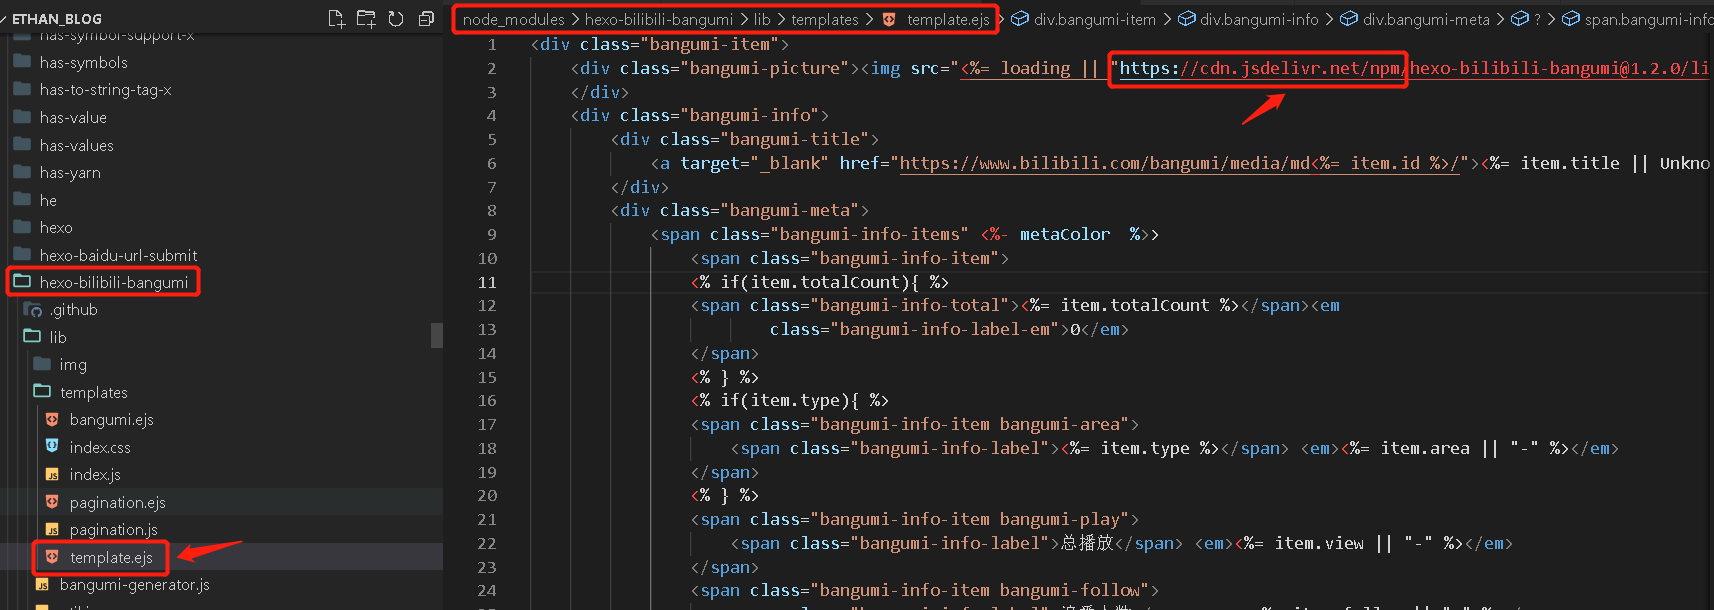 ETHAN_BLOG
has-symbol-support-x
has-symbols
has-to-string-tag-x
has-value
has-values
has-yarn
he
hexo
hexo-baidu-url-submit
hexo-bilibili-bangumi
.github
lib
img
templates
bangumi.ejs
index.css
index.js
pagination.ejs
pagination.js
template.ejs
bangumi-generator.js
node_modules > hexo-bilibili-bangumi > lib > templates > template.ejs > div.bangumi-item > div.bangumi-info > div.bangumi-meta > ? > span.bangumi-info
1 <div class="bangumi-item">
2 <div class="bangumi-picture"><img src="<%= loading || "https://cdn.jsdelivr.net/npm/hexo-bilibili-bangumi@1.2.0/li
3 </div>
4 <div class="bangumi-info">
5 <div class="bangumi-title">
6 <a target="_blank" href="https://www.bilibili.com/bangumi/media/md<%= item.id %>/"><%= item.title || Unkno
7 </div>
8 <div class="bangumi-meta">
9 <span class="bangumi-info-items" <%- metaColor %>>
10 <span class="bangumi-info-item">
11 <% if(item.totalCount){ %>
12 <span class="bangumi-info-total"><%= item.totalCount %></span><em
13 class="bangumi-info-label-em">0</em>
14 </span>
15 <% } %>
16 <% if(item.type){ %>
17 <span class="bangumi-info-item bangumi-area">
18 <span class="bangumi-info-label"><%= item.type %></span> <em><%= item.area || "-" %></em>
19 </span>
20 <% } %>
21 <span class="bangumi-info-item bangumi-play">
22 <span class="bangumi-info-label">总播放</span> <em><%= item.view || "-" %></em>
23 </span>
24 <span class="bangumi-info-item bangumi-follow">